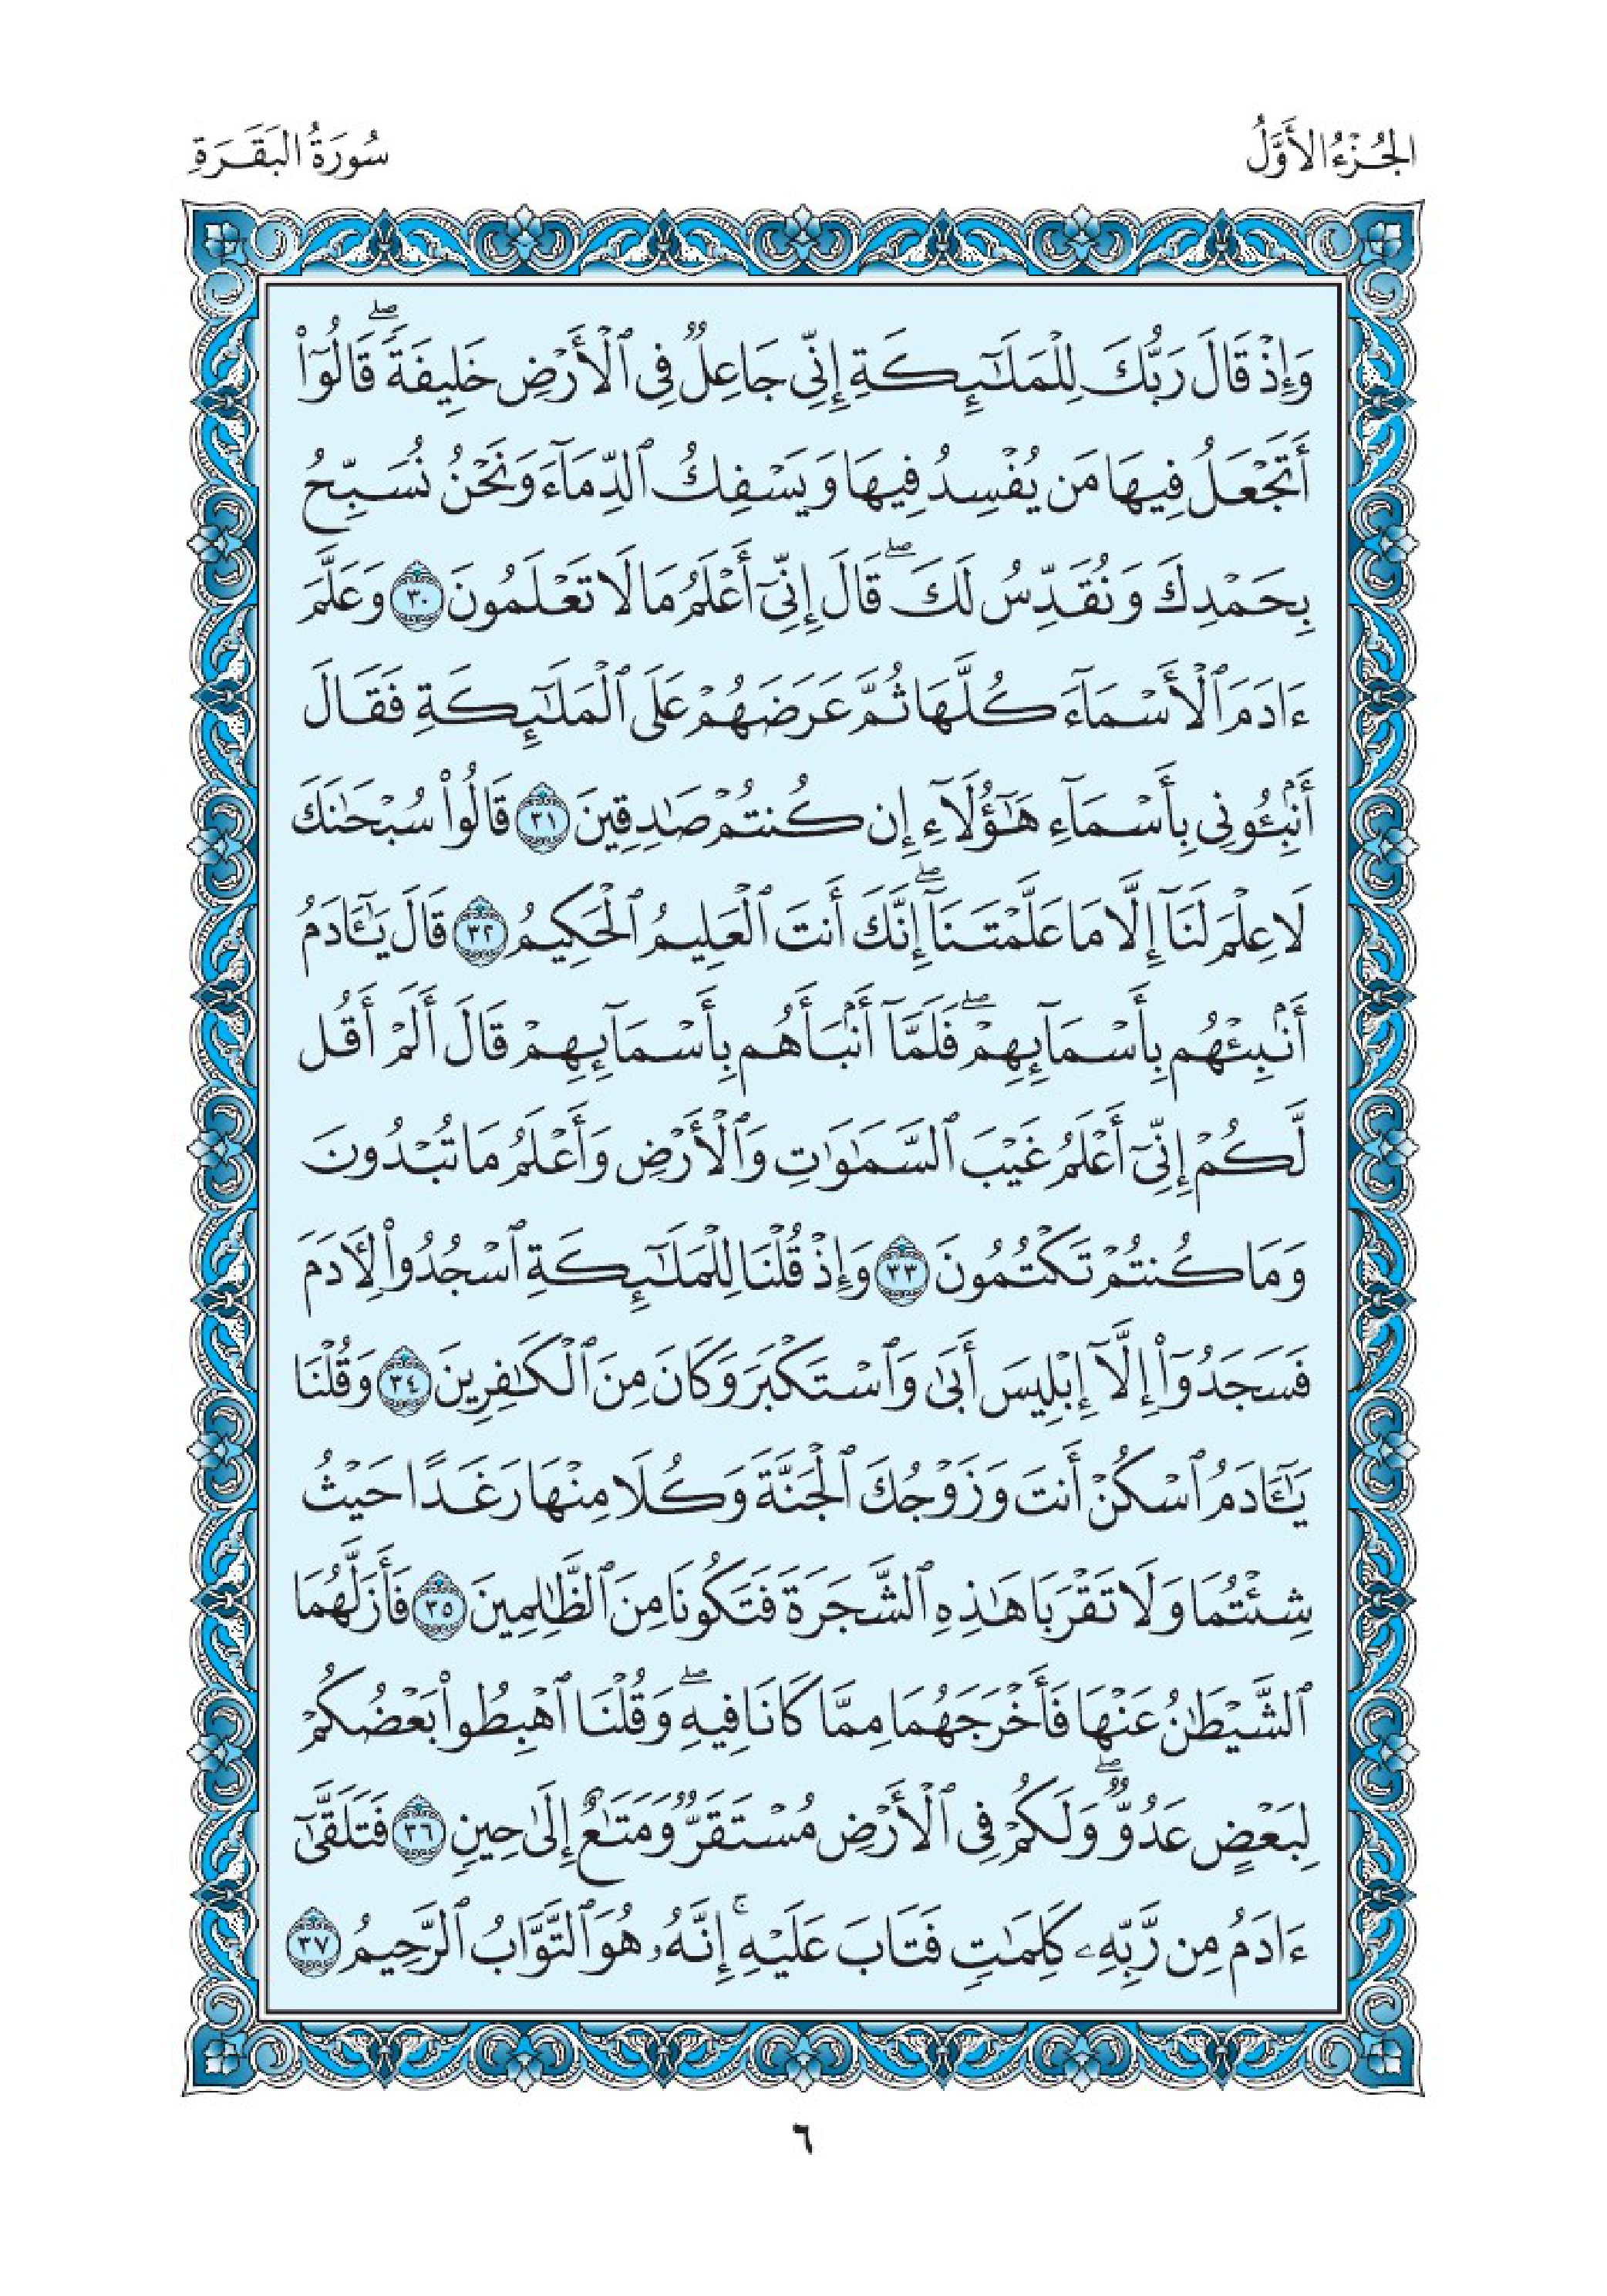 الجُزْءُ الأَوَّلُ
سُورَةُ البَقَرَةِ
وَإِذْ قَالَ رَبُّكَ لِلْمَلَٰٓئِكَةِ إِنِّي جَاعِلٌ فِي ٱلْأَرْضِ خَلِيفَةًۖ قَالُوٓا۟
أَتَجْعَلُ فِيهَا مَن يُفْسِدُ فِيهَا وَيَسْفِكُ ٱلدِّمَآءَ وَنَحْنُ نُسَبِّحُ
بِحَمْدِكَ وَنُقَدِّسُ لَكَۖ قَالَ إِنِّيٓ أَعْلَمُ مَا لَا تَعْلَمُونَ ٣٠ وَعَلَّمَ
ءَادَمَ ٱلْأَسْمَآءَ كُلَّهَا ثُمَّ عَرَضَهُمْ عَلَى ٱلْمَلَٰٓئِكَةِ فَقَالَ
أَنۢبِـُٔونِي بِأَسْمَآءِ هَٰٓؤُلَآءِ إِن كُنتُمْ صَٰدِقِينَ ٣١ قَالُوا۟ سُبْحَٰنَكَ
لَا عِلْمَ لَنَآ إِلَّا مَا عَلَّمْتَنَآۖ إِنَّكَ أَنتَ ٱلْعَلِيمُ ٱلْحَكِيمُ ٣٢ قَالَ يَٰٓـَٔادَمُ
أَنۢبِئْهُم بِأَسْمَآئِهِمْۖ فَلَمَّآ أَنۢبَأَهُم بِأَسْمَآئِهِمْ قَالَ أَلَمْ أَقُل
لَّكُمْ إِنِّيٓ أَعْلَمُ غَيْبَ ٱلسَّمَٰوَٰتِ وَٱلْأَرْضِ وَأَعْلَمُ مَا تُبْدُونَ
وَمَا كُنتُمْ تَكْتُمُونَ ٣٣ وَإِذْ قُلْنَا لِلْمَلَٰٓئِكَةِ ٱسْجُدُوا۟ لِـَٔادَمَ
فَسَجَدُوٓا۟ إِلَّآ إِبْلِيسَ أَبَىٰ وَٱسْتَكْبَرَ وَكَانَ مِنَ ٱلْكَٰفِرِينَ ٣٤ وَقُلْنَا
يَٰٓـَٔادَمُ ٱسْكُنْ أَنتَ وَزَوْجُكَ ٱلْجَنَّةَ وَكُلَا مِنْهَا رَغَدًا حَيْثُ
شِئْتُمَا وَلَا تَقْرَبَا هَٰذِهِ ٱلشَّجَرَةَ فَتَكُونَا مِنَ ٱلظَّٰلِمِينَ ٣٥ فَأَزَلَّهُمَا
ٱلشَّيْطَٰنُ عَنْهَا فَأَخْرَجَهُمَا مِمَّا كَانَا فِيهِۖ وَقُلْنَا ٱهْبِطُوا۟ بَعْضُكُمْ
لِبَعْضٍ عَدُوٌّۖ وَلَكُمْ فِي ٱلْأَرْضِ مُسْتَقَرٌّ وَمَتَٰعٌ إِلَىٰ حِينٍ ٣٦ فَتَلَقَّىٰٓ
ءَادَمُ مِن رَّبِّهِۦ كَلِمَٰتٍ فَتَابَ عَلَيْهِۚ إِنَّهُۥ هُوَ ٱلتَّوَّابُ ٱلرَّحِيمُ ٣٧
٦